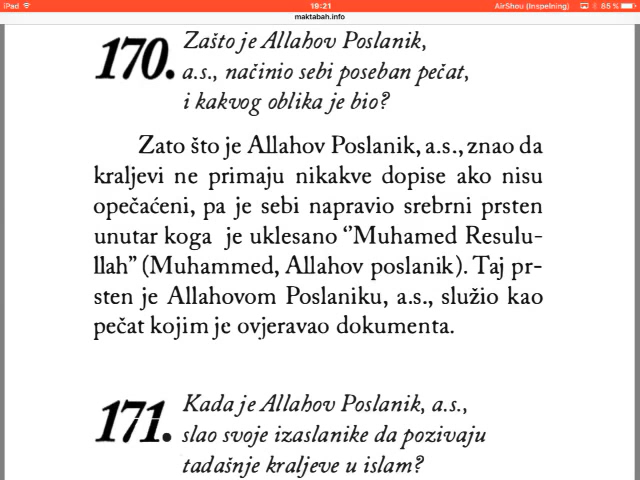 iPad 19:21 AirShou (Inspelning) 65 %
maktabah.info
170. Zašto je Allahov Poslanik,
a.s., načinio sebi poseban pečat,
i kakvog oblika je bio?
Zato što je Allahov Poslanik, a.s., znao da
kraljevi ne primaju nikakve dopise ako nisu
opečaćeni, pa je sebi napravio srebrni prsten
unutar koga je uklesano ‘’Muhamed Resulu-
llah” (Muhammed, Allahov poslanik). Taj pr-
sten je Allahovom Poslaniku, a.s., služio kao
pečat kojim je ovjeravao dokumenta.
171. Kada je Allahov Poslanik, a.s.,
slao svoje izaslanike da pozivaju
tadašnje kraljeve u islam?